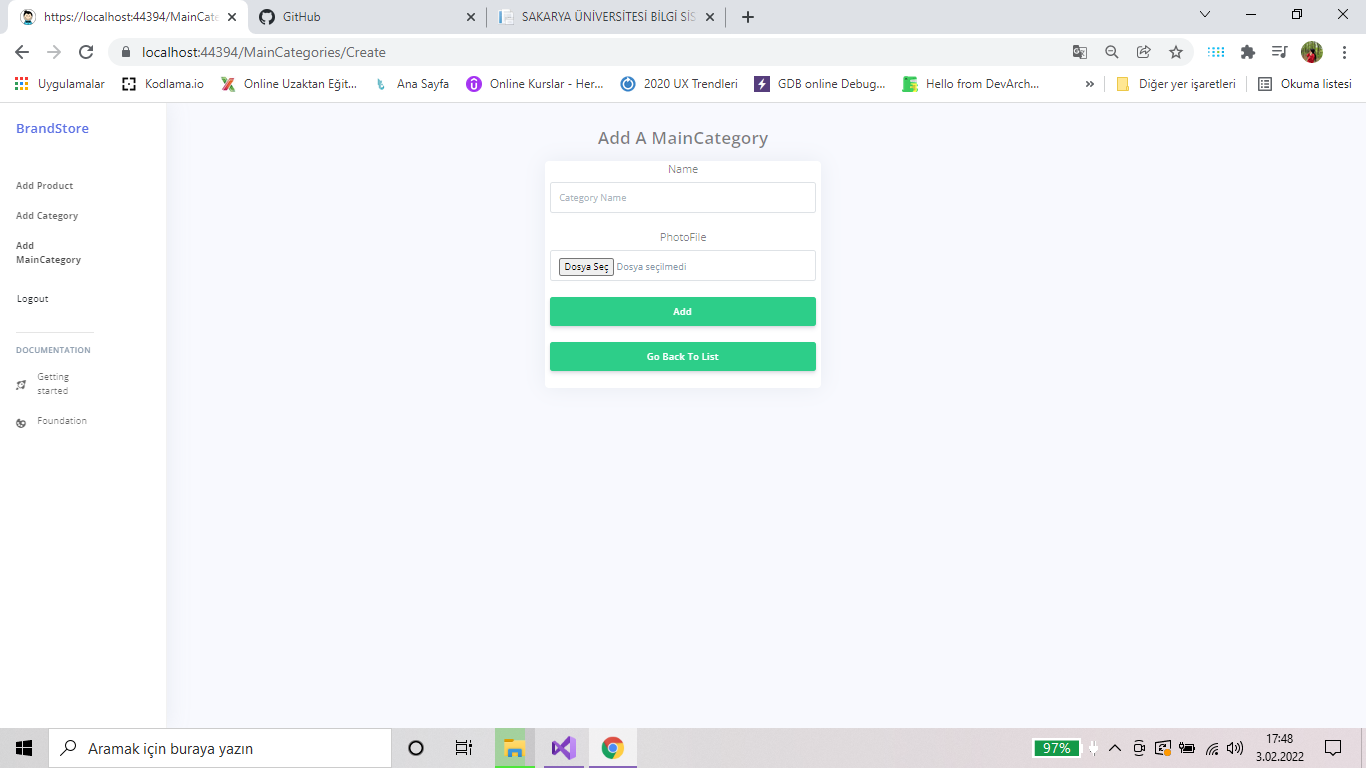 https://localhost:44394/MainCate
GitHub
SAKARYA ÜNİVERSİTESİ BİLGİ SİS
localhost:44394/MainCategories/Create
Uygulamalar
Kodlama.io
Online Uzaktan Eğit...
Ana Sayfa
Online Kurslar - Her...
2020 UX Trendleri
GDB online Debug...
Hello from DevArch...
»
Diğer yer işaretleri
Okuma listesi
BrandStore
Add Product
Add Category
Add
MainCategory
Logout
DOCUMENTATION
Getting
started
Foundation
Add A MainCategory
Name
Category Name
PhotoFile
Dosya Seç Dosya seçilmedi
Add
Go Back To List
Aramak için buraya yazın
97%
17:48
3.02.2022